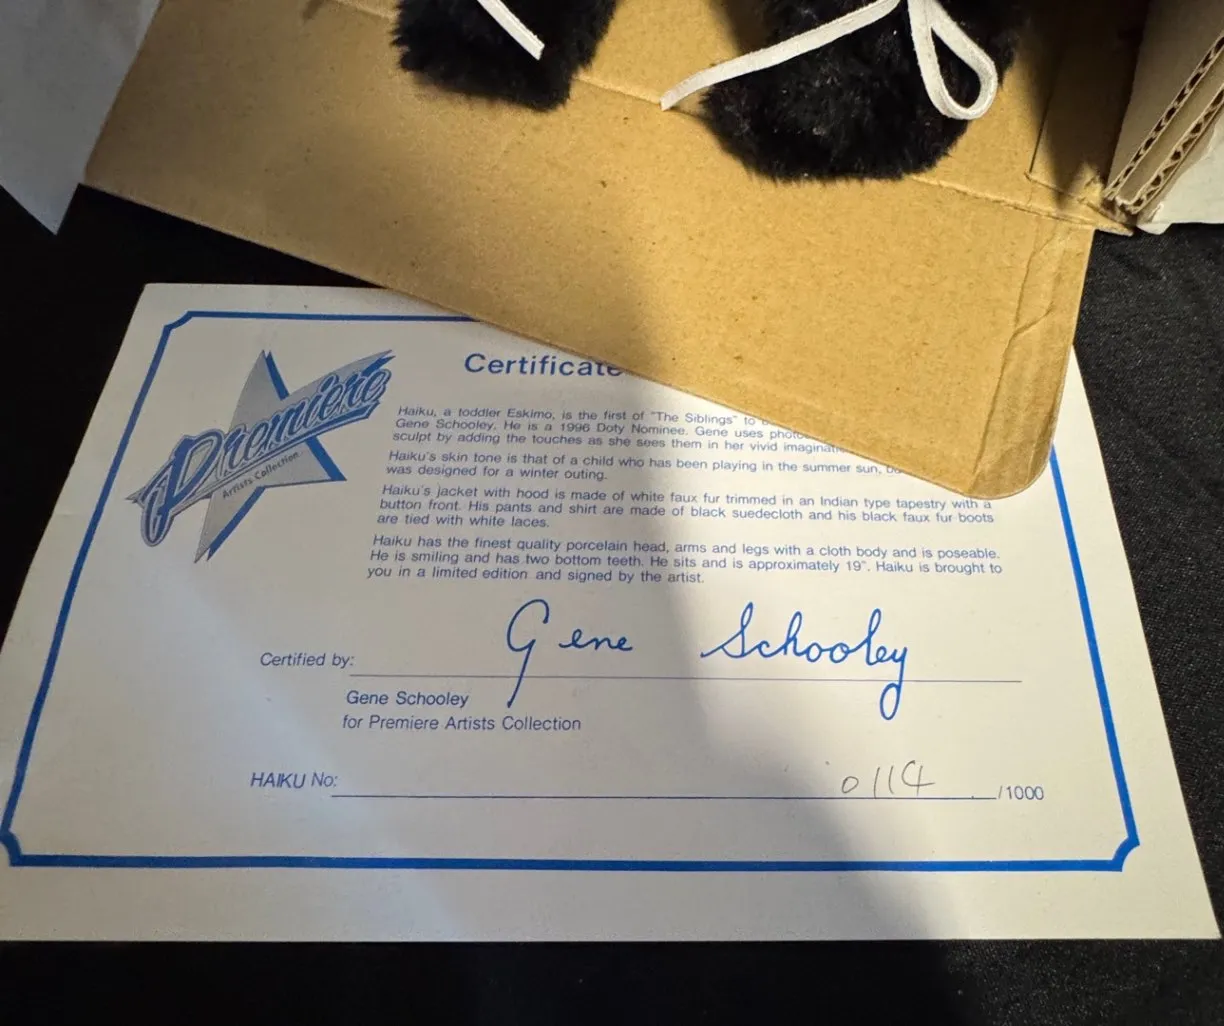 Premiere
Artists Collection
Certificate
Haiku, a toddler Eskimo, is the first of "The Siblings" to
Gene Schooley. He is a 1996 Doty Nominee. Gene uses
sculpt by adding the touches as she sees them in her vivid
Haiku's skin tone is that of a child who has been playing in the summer sun,
was designed for a winter outing.
Haiku's jacket with hood is made of white faux fur trimmed in an Indian type tapestry with a
button front. His pants and shirt are made of black suedecloth and his black faux fur boots
are tied with white laces.
Haiku has the finest quality porcelain head, arms and legs with a cloth body and is poseable.
He is smiling and has two bottom teeth. He sits and is approximately 19". Haiku is brought to
you in a limited edition and signed by the artist.
Gene Schooley
Certified by:
Gene Schooley
for Premiere Artists Collection
HAIKU No: 0114 /1000